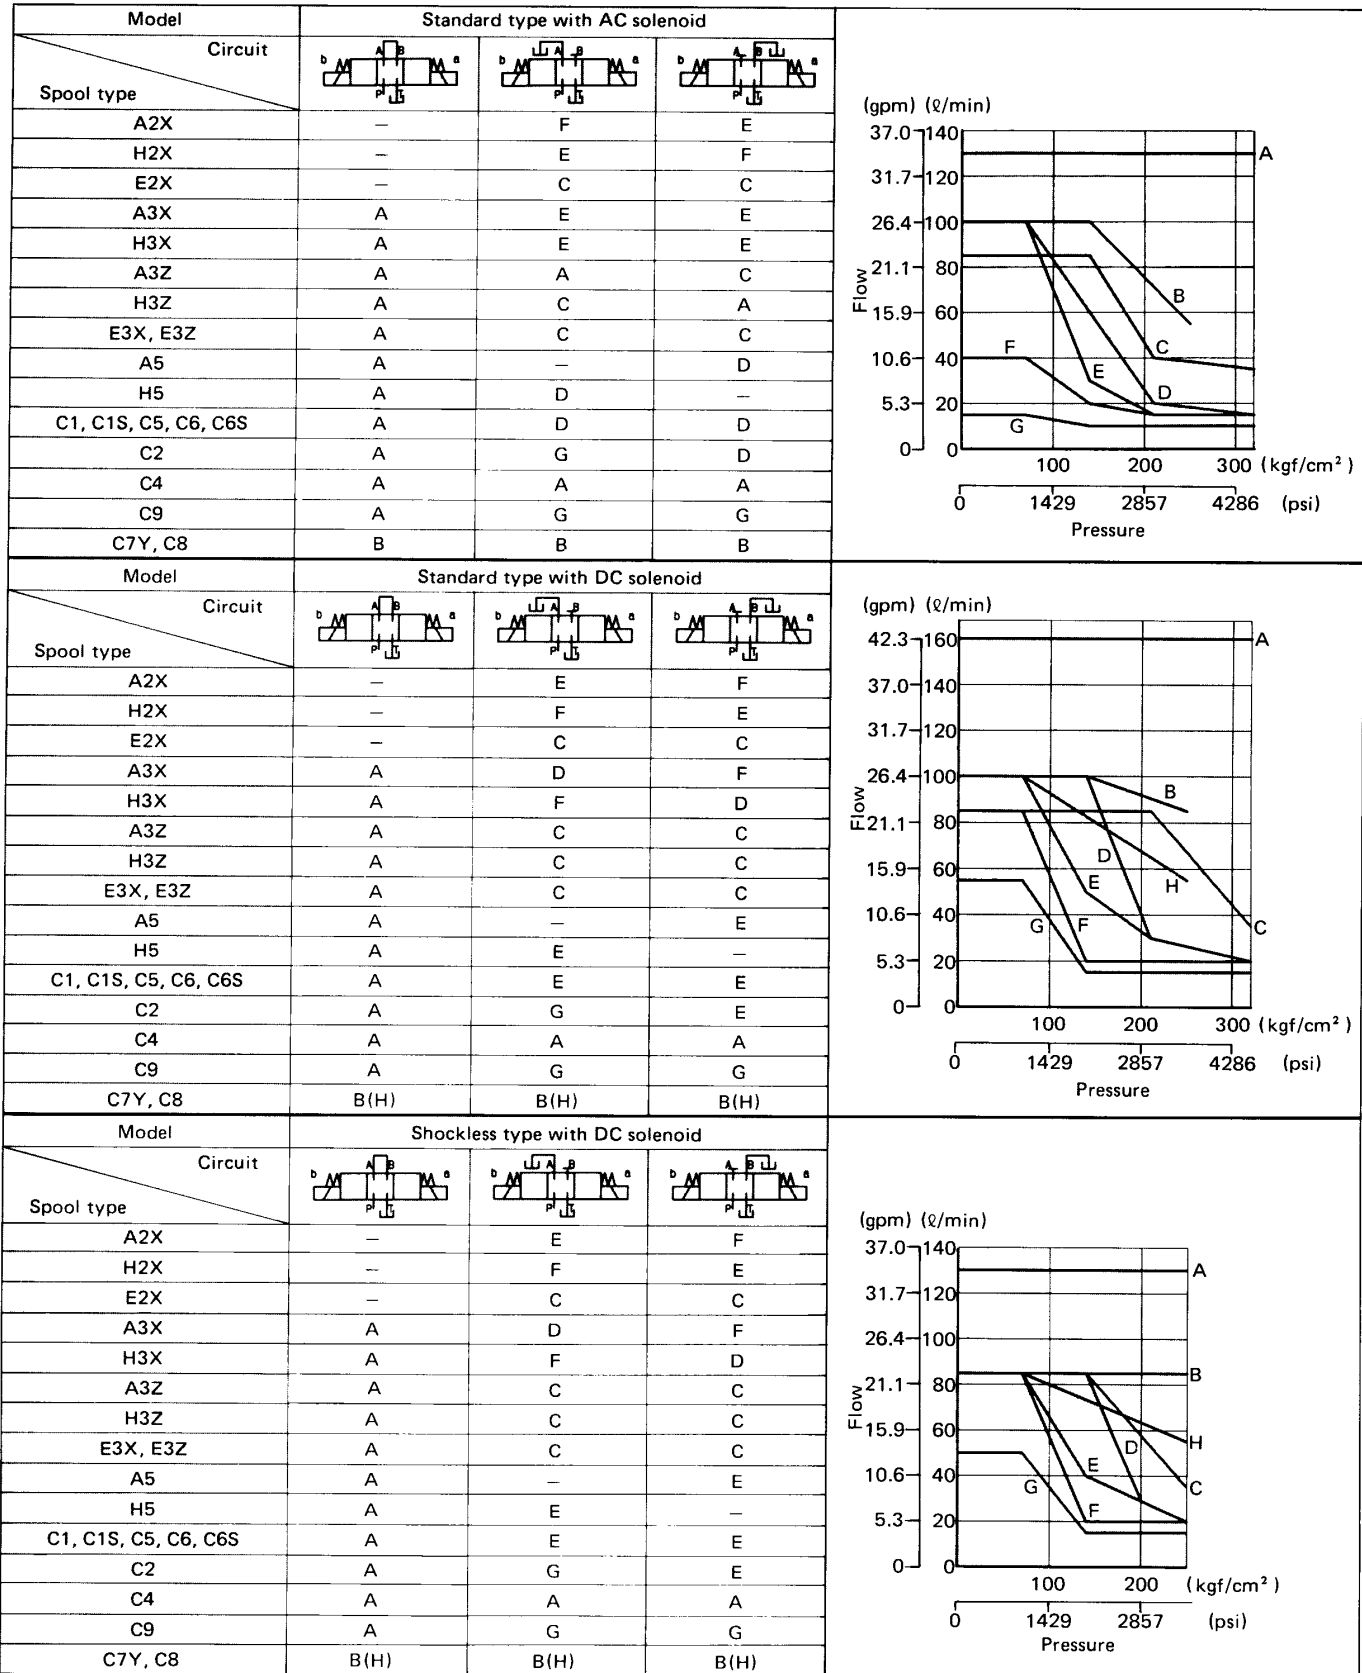 Model Standard type with AC solenoid
Circuit
Spool type
b A B a P T
b A B a P T
b A B a P T
A2X – F E
H2X – E F
E2X – C C
A3X A E E
H3X A E E
A3Z A A C
H3Z A C A
E3X, E3Z A C C
A5 A – D
H5 A D –
C1, C1S, C5, C6, C6S A D D
C2 A G D
C4 A A A
C9 A G G
C7Y, C8 B B B
(gpm) (ℓ/min)
37.0 140
A
31.7 120
26.4 100
21.1 80
Flow
B
15.9 60
F C
10.6 40
E D
5.3 20
G
0 0
100 200 300 (kgf/cm²)
0 1429 2857 4286 (psi)
Pressure
Model Standard type with DC solenoid
Circuit
Spool type
b A B a P T
b A B a P T
b A B a P T
A2X – E F
H2X – F E
E2X – C C
A3X A D F
H3X A F D
A3Z A C C
H3Z A C C
E3X, E3Z A C C
A5 A – E
H5 A E –
C1, C1S, C5, C6, C6S A E E
C2 A G E
C4 A A A
C9 A G G
C7Y, C8 B(H) B(H) B(H)
(gpm) (ℓ/min)
42.3 160 A
37.0 140
31.7 120
26.4 100
B
21.1 80
Flow
D
15.9 60
E H
10.6 40
G F C
5.3 20
0 0
100 200 300 (kgf/cm²)
0 1429 2857 4286 (psi)
Pressure
Model Shockless type with DC solenoid
Circuit
Spool type
b A B a P T
b A B a P T
b A B a P T
A2X – E F
H2X – F E
E2X – C C
A3X A D F
H3X A F D
A3Z A C C
H3Z A C C
E3X, E3Z A C C
A5 A – E
H5 A E –
C1, C1S, C5, C6, C6S A E E
C2 A G E
C4 A A A
C9 A G G
C7Y, C8 B(H) B(H) B(H)
(gpm) (ℓ/min)
37.0 140
A
31.7 120
26.4 100
B
21.1 80
Flow
15.9 60
H
D
E
10.6 40
G C
F
5.3 20
0 0
100 200 (kgf/cm²)
0 1429 2857 (psi)
Pressure